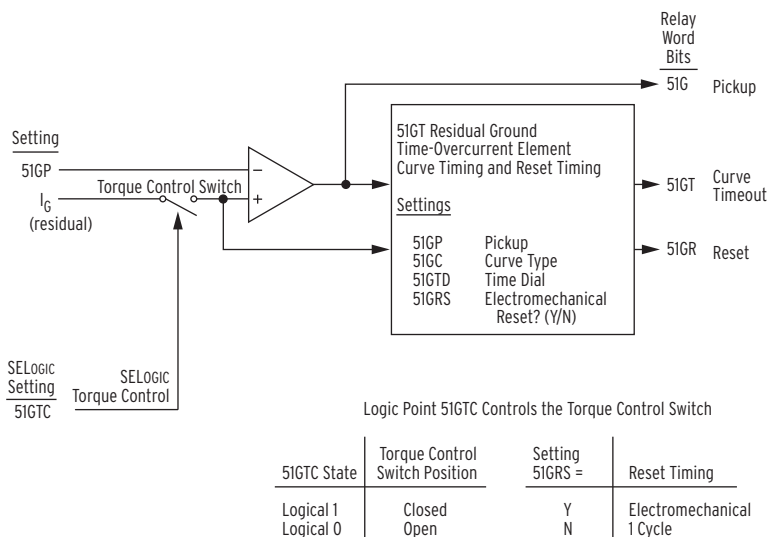 Relay
Word
Bits
51G Pickup
Setting
51GP
I_G
(residual)
Torque Control Switch
−
+
51GT Residual Ground
Time-Overcurrent Element
Curve Timing and Reset Timing
Settings
51GP Pickup
51GC Curve Type
51GTD Time Dial
51GRS Electromechanical
Reset? (Y/N)
51GT Curve
Timeout
51GR Reset
SELOGIC
Setting
51GTC
SELOGIC
Torque Control
Logic Point 51GTC Controls the Torque Control Switch
51GTC State
Torque Control
Switch Position
Logical 1 Closed
Logical 0 Open
Setting
51GRS =
Reset Timing
Y Electromechanical
N 1 Cycle